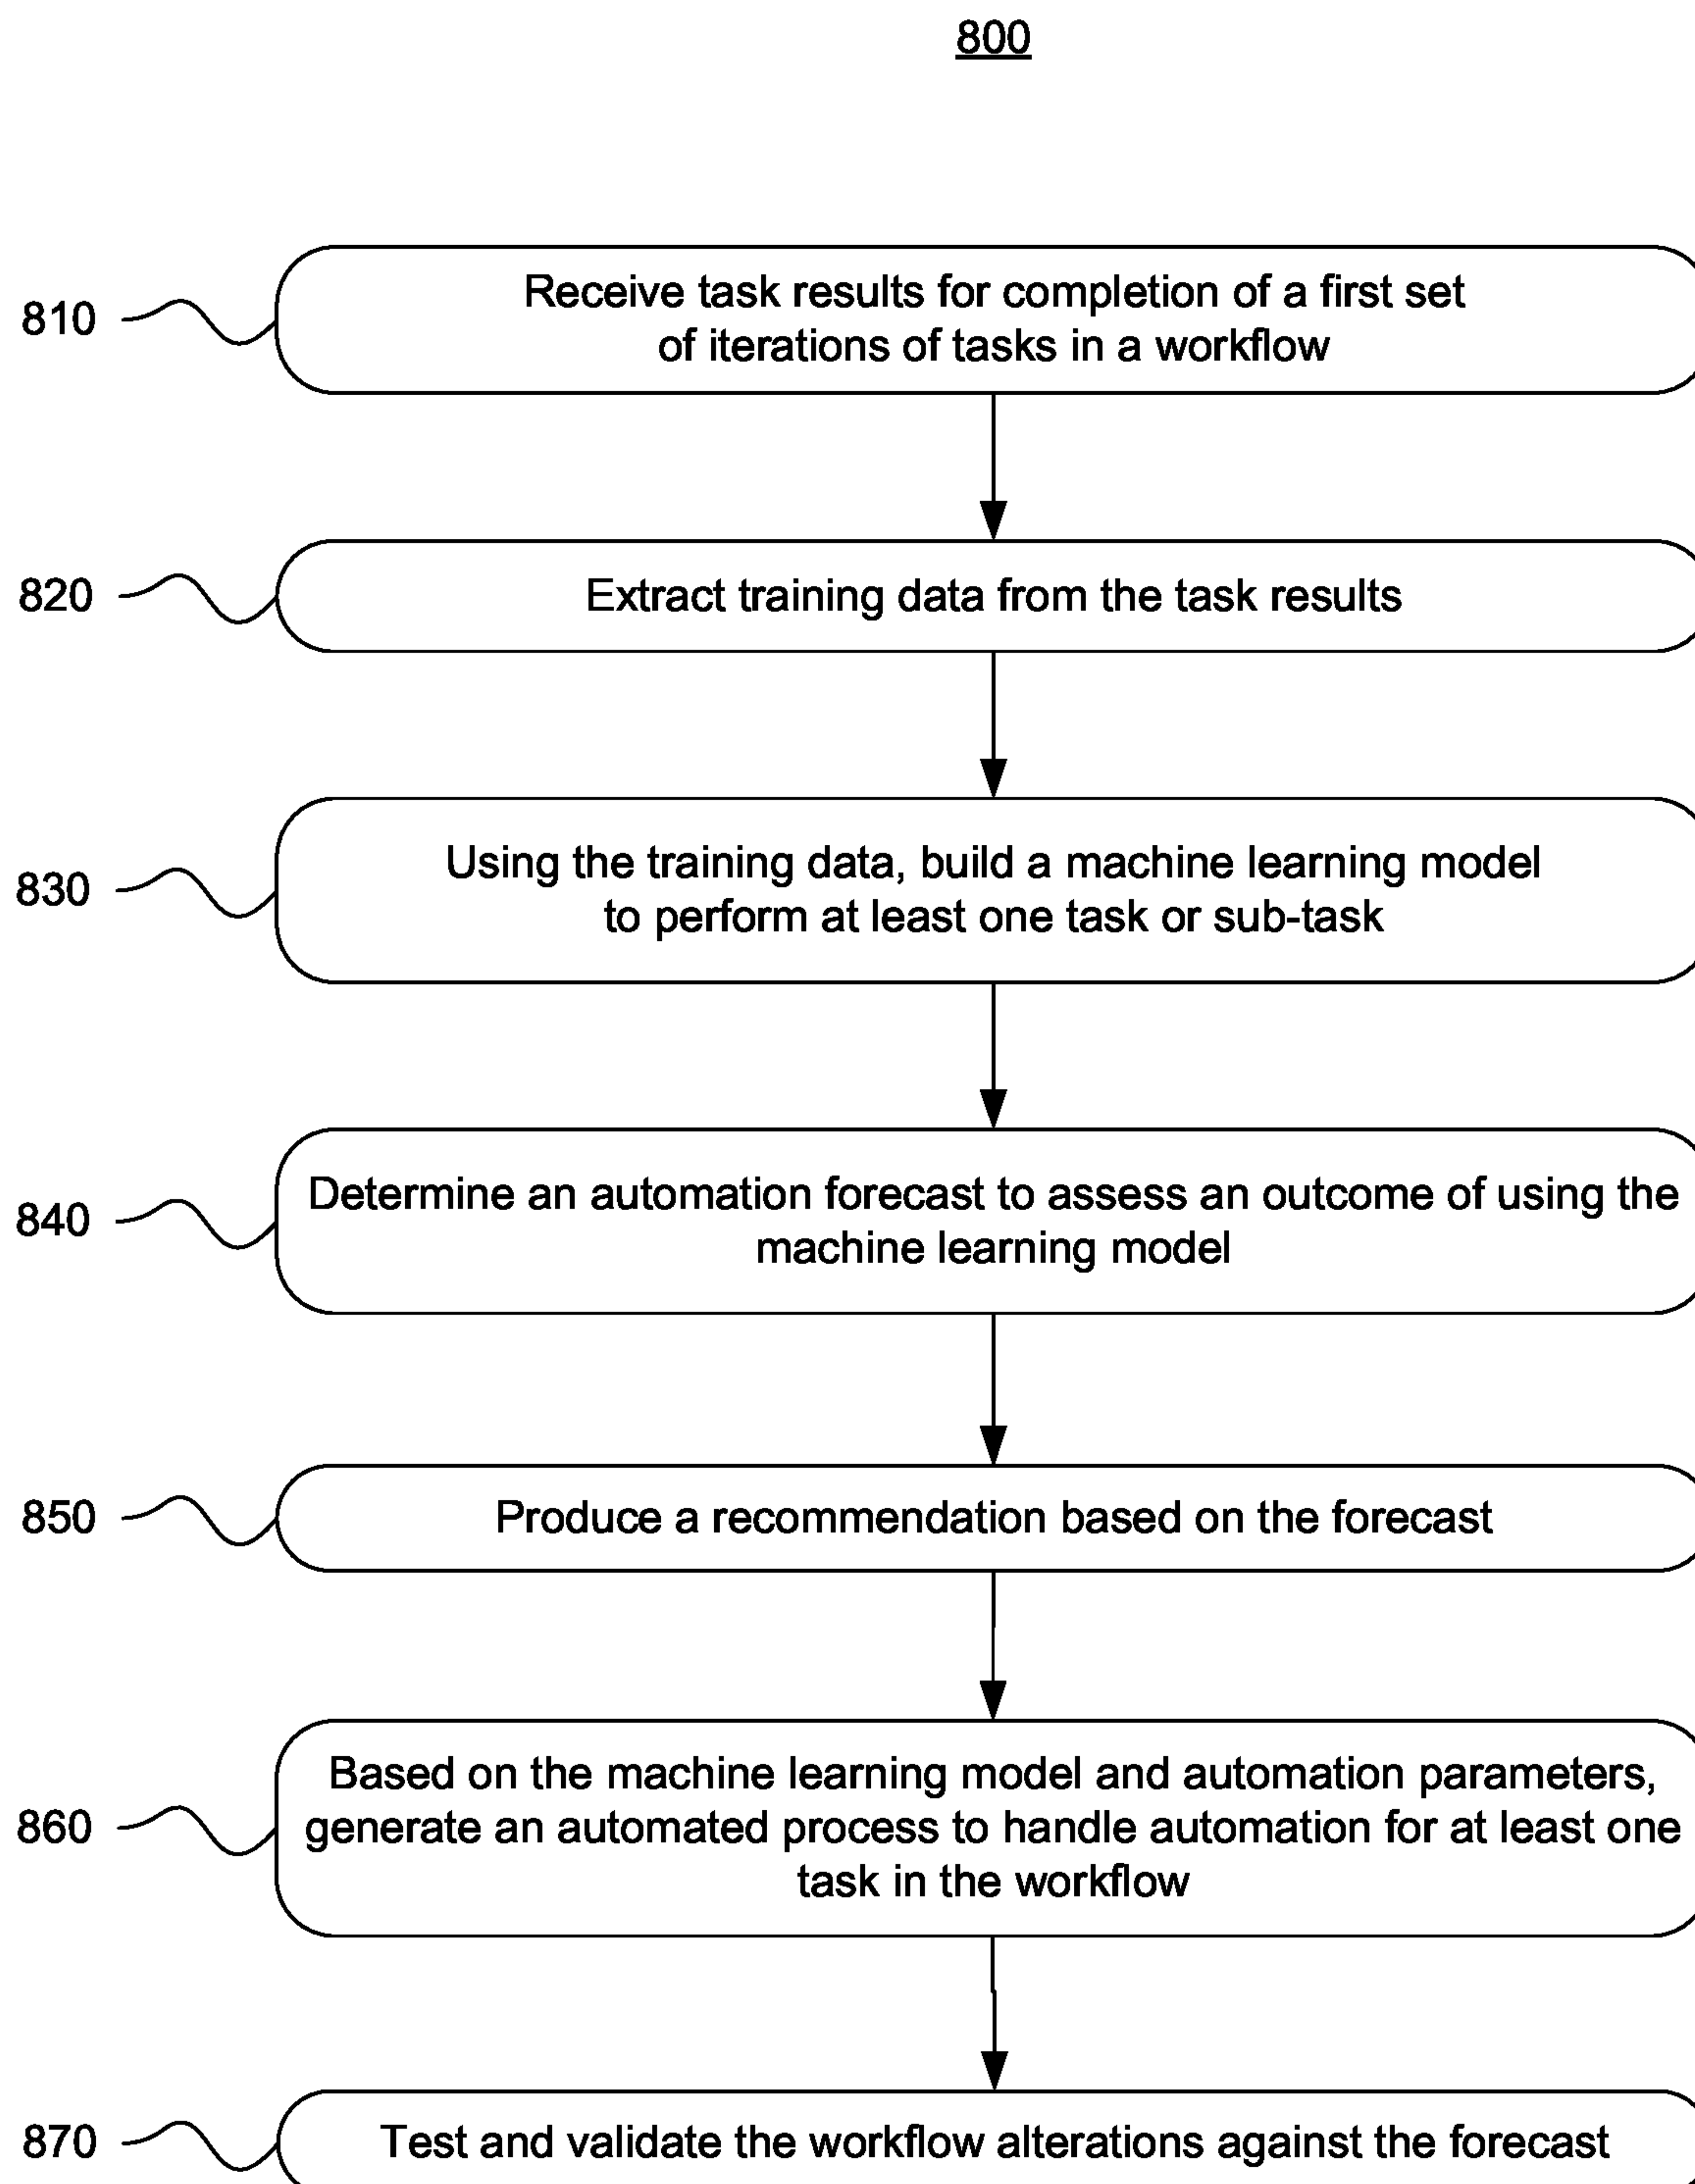 800
810
Receive task results for completion of a first set
of iterations of tasks in a workflow
820
Extract training data from the task results
830
Using the training data, build a machine learning model
to perform at least one task or sub-task
840
Determine an automation forecast to assess an outcome of using the
machine learning model
850
Produce a recommendation based on the forecast
860
Based on the machine learning model and automation parameters,
generate an automated process to handle automation for at least one
task in the workflow
870
Test and validate the workflow alterations against the forecast